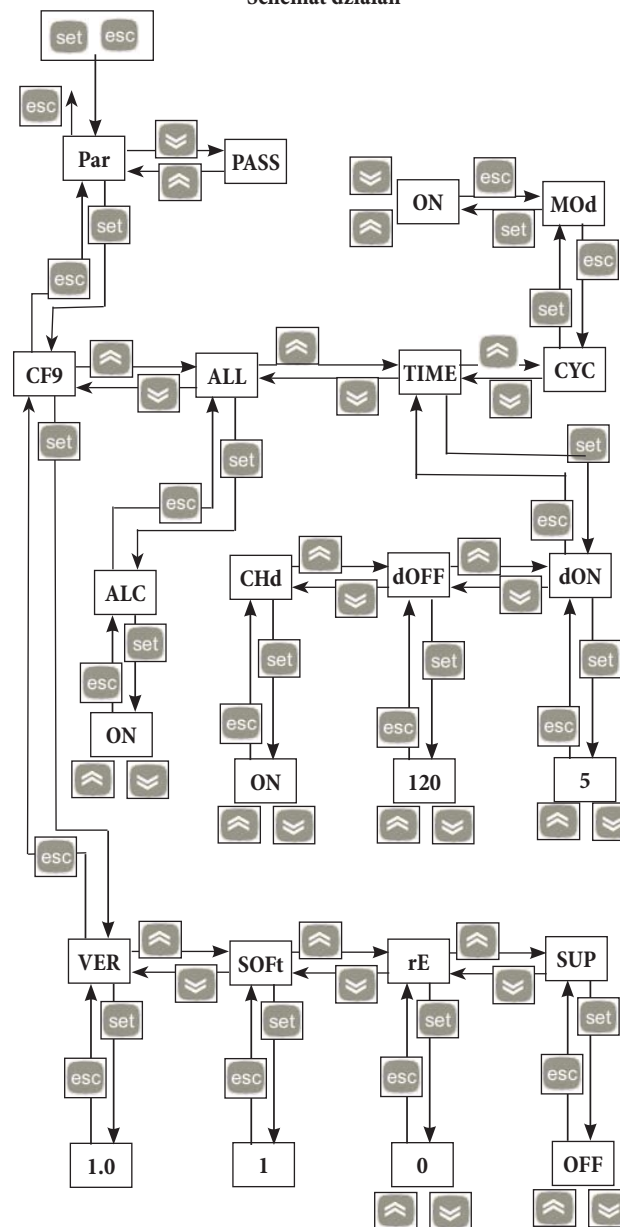 Schemat działań
set esc
esc
Par
PASS
set
esc
ON
esc
MOd
set
esc
set
CF9
ALL
TIME
CYC
set
set
set
esc
esc
CHd
dOFF
dON
ALC
set
set
set
set
esc
esc
esc
esc
ON
ON
120
5
esc
VER
SOFt
rE
SUP
set
set
set
set
esc
esc
esc
esc
1.0
1
0
OFF